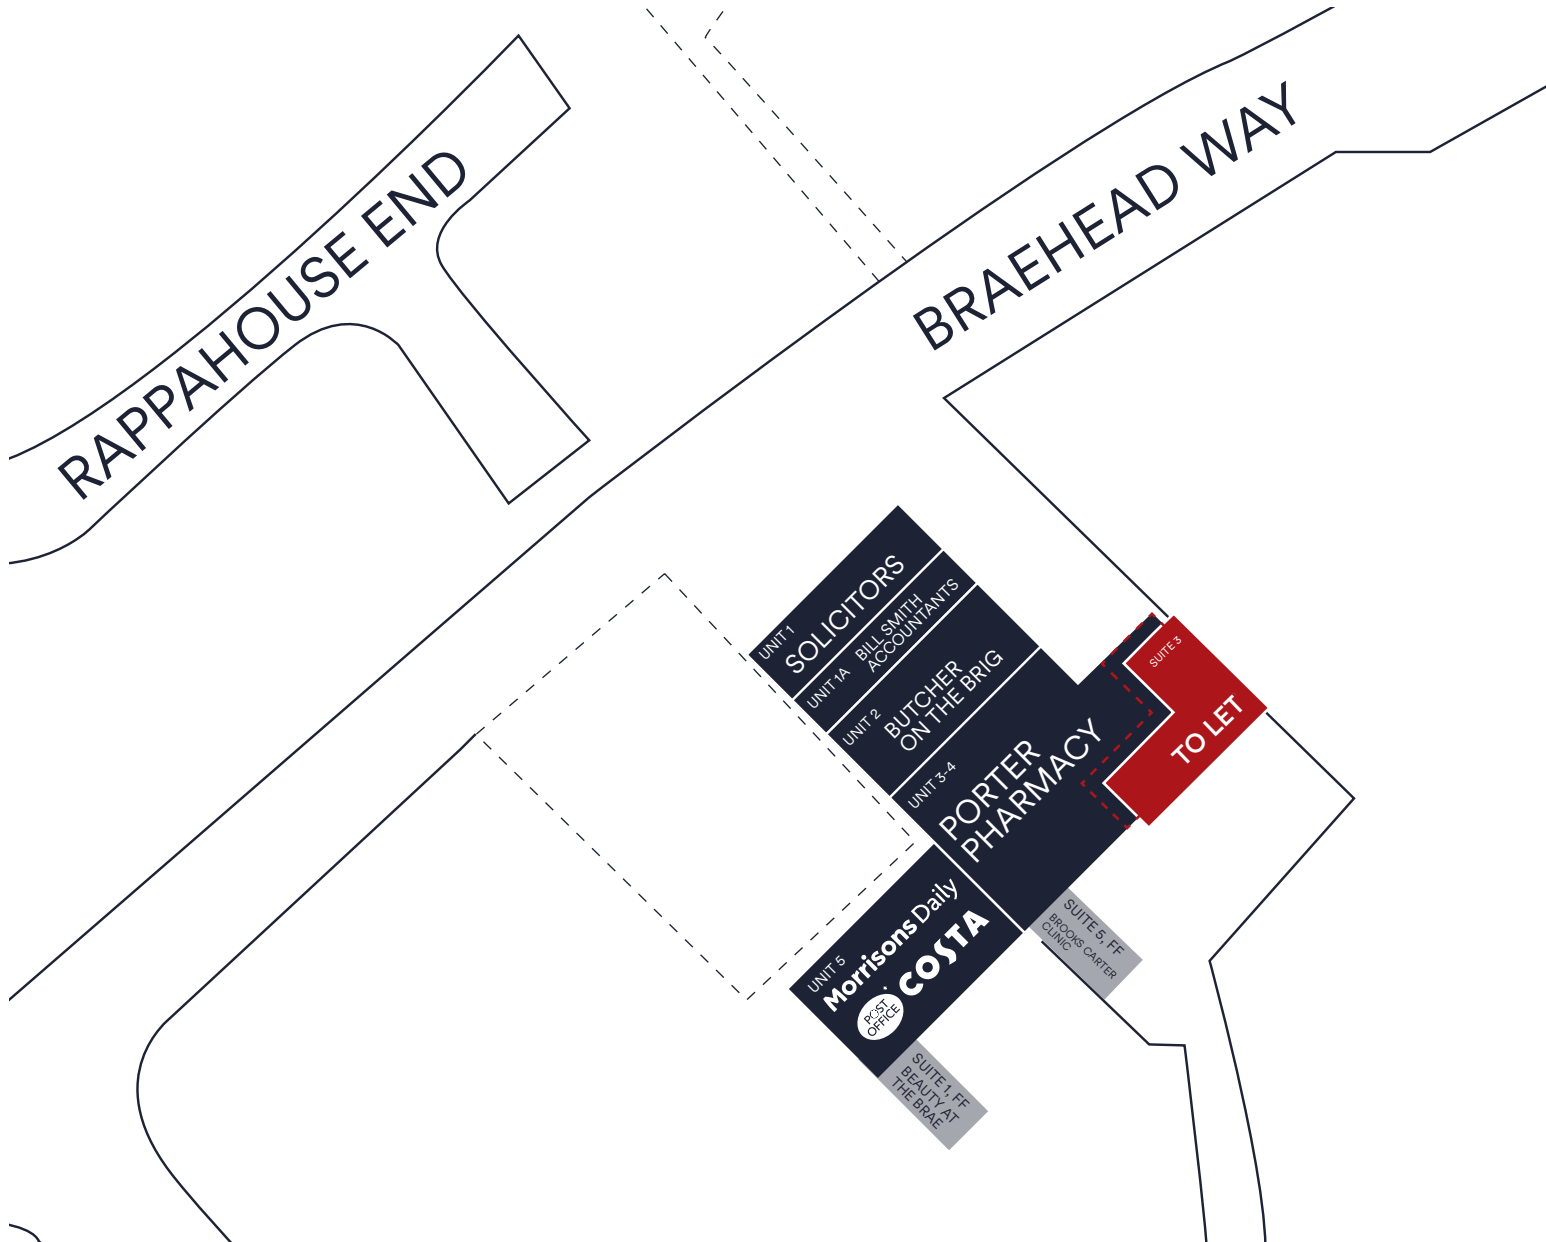 RAPPAHOUSE END
BRAEHEAD WAY
UNIT 1
SOLICITORS
UNIT 1A
BILL SMITH
ACCOUNTANTS
UNIT 2
BUTCHER
ON THE BRIG
UNIT 3-4
PORTER
PHARMACY
SUITE 3
TO LET
UNIT 5
Morrisons Daily
POST
OFFICE
COSTA
SUITE 5, FF
BROOKS CARTER
CLINIC
SUITE 1, FF
BEAUTY AT
THE BRAE